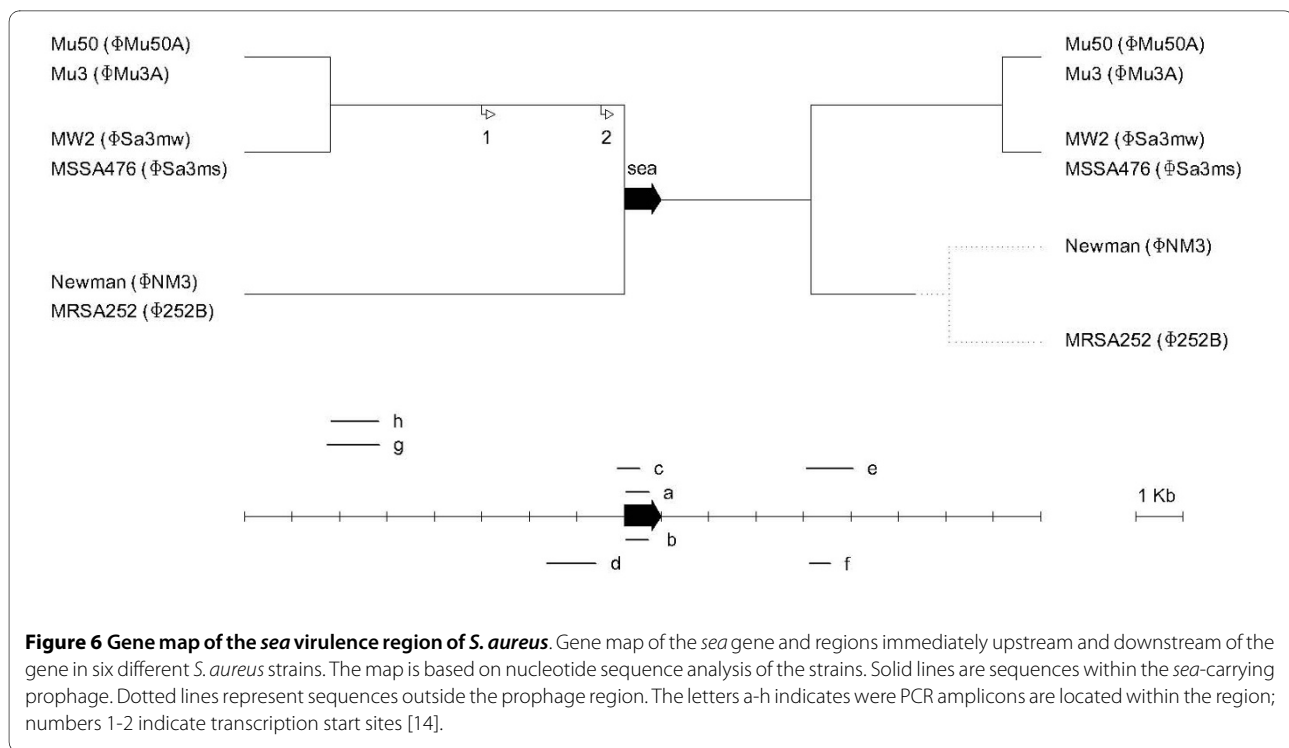 Mu50 (ΦMu50A)
Mu3 (ΦMu3A)
MW2 (ΦSa3mw)
MSSA476 (ΦSa3ms)
Newman (ΦNM3)
MRSA252 (Φ252B)
1
2
sea
Mu50 (ΦMu50A)
Mu3 (ΦMu3A)
MW2 (ΦSa3mw)
MSSA476 (ΦSa3ms)
Newman (ΦNM3)
MRSA252 (Φ252B)
h
g
c
e
a
1 Kb
b
d
f
Figure 6 Gene map of the sea virulence region of S. aureus. Gene map of the sea gene and regions immediately upstream and downstream of the
gene in six different S. aureus strains. The map is based on nucleotide sequence analysis of the strains. Solid lines are sequences within the sea-carrying
prophage. Dotted lines represent sequences outside the prophage region. The letters a-h indicates were PCR amplicons are located within the region;
numbers 1-2 indicate transcription start sites [14].